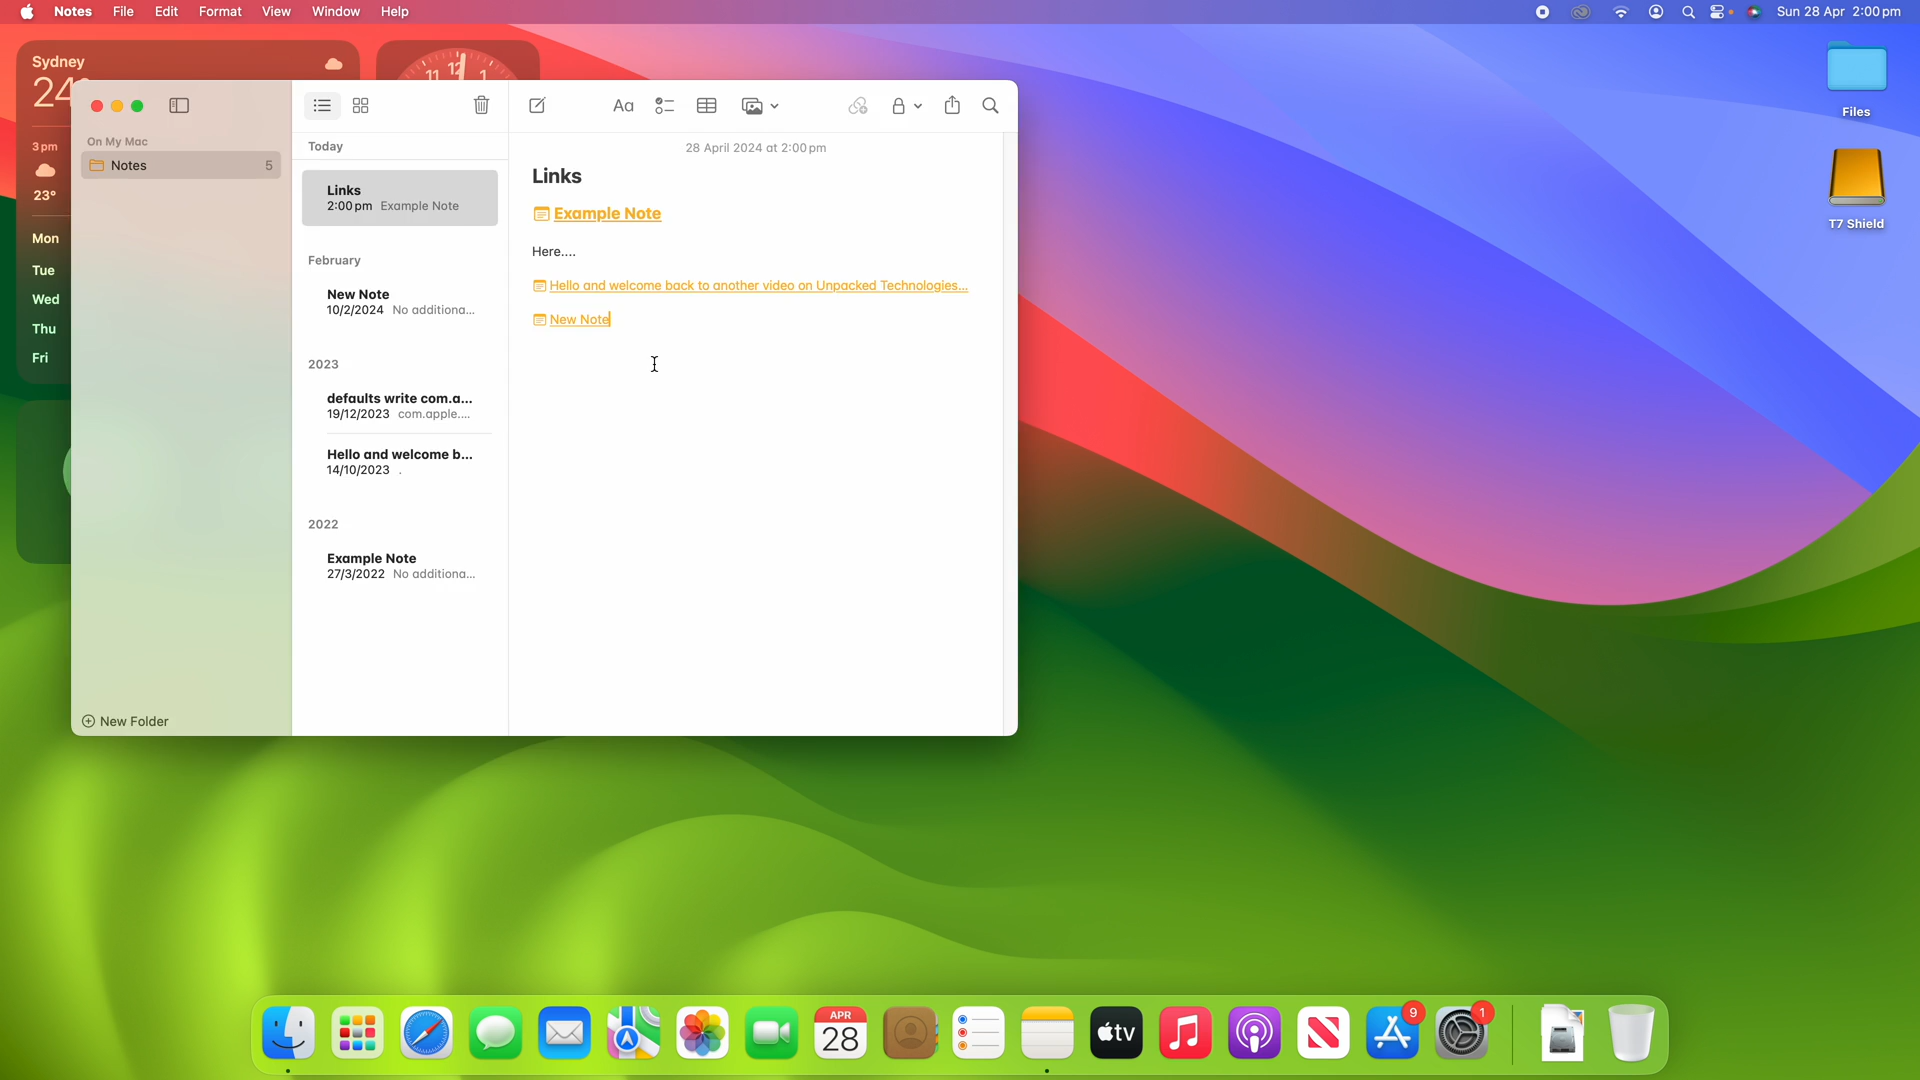 Notes File Edit Format View Window Help
Sun 28 Apr 2:00 pm
Sydney
24°
3 pm
23°
Mon
Tue
Wed
Thu
Fri
11 12 1
On My Mac
Notes 5
New Folder
Today
Links
2:00 pm Example Note
February
New Note
10/2/2024 No additiona...
2023
defaults write com.a...
19/12/2023 com.apple....
Hello and welcome b...
14/10/2023 .
2022
Example Note
27/3/2022 No additiona...
Aa
28 April 2024 at 2:00 pm
Links
Example Note
Here....
Hello and welcome back to another video on Unpacked Technologies...
New Note
Files
T7 Shield
APR
28
tv
9
1